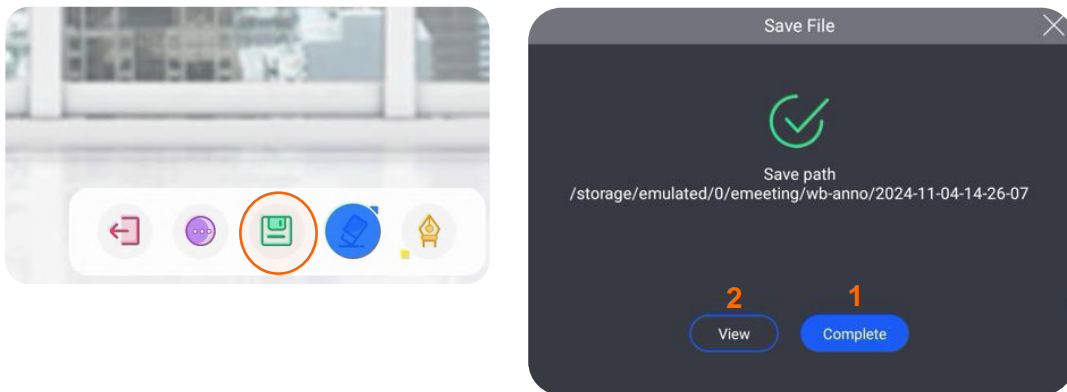 Save File
Save path
/storage/emulated/0/emeeting/wb-anno/2024-11-04-14-26-07
2 1
View Complete